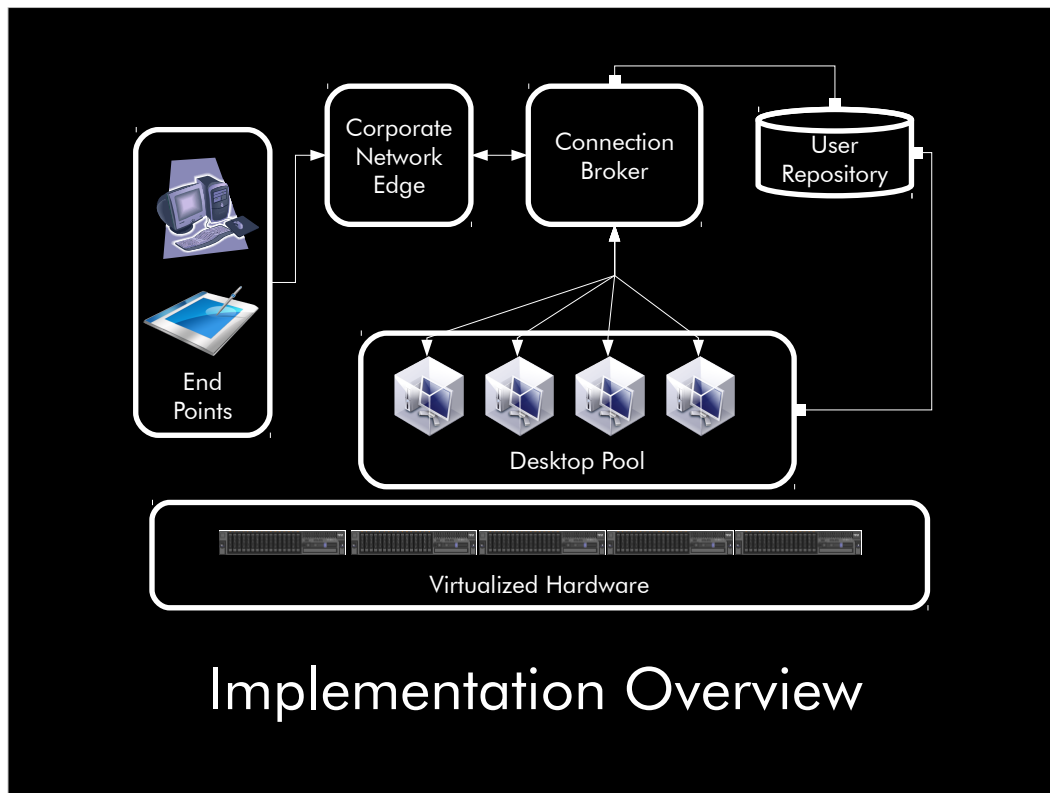 Corporate
Network
Edge
Connection
Broker
User
Repository
End
Points
Desktop Pool
Virtualized Hardware
Implementation Overview